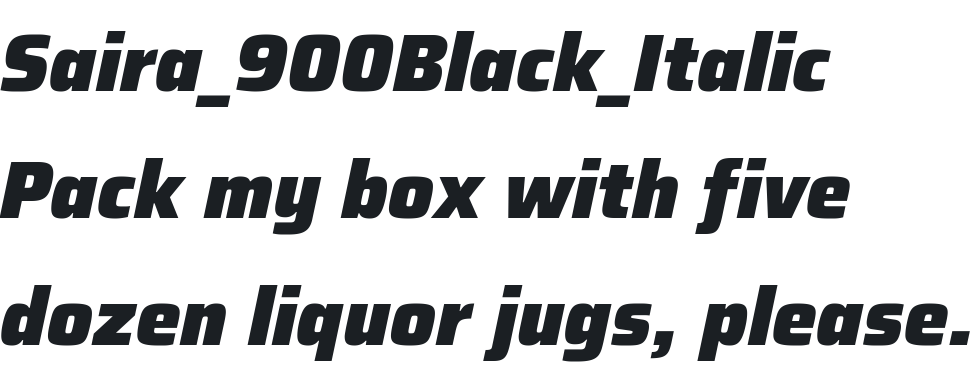 Saira_900Black_Italic
Pack my box with five
dozen liquor jugs, please.